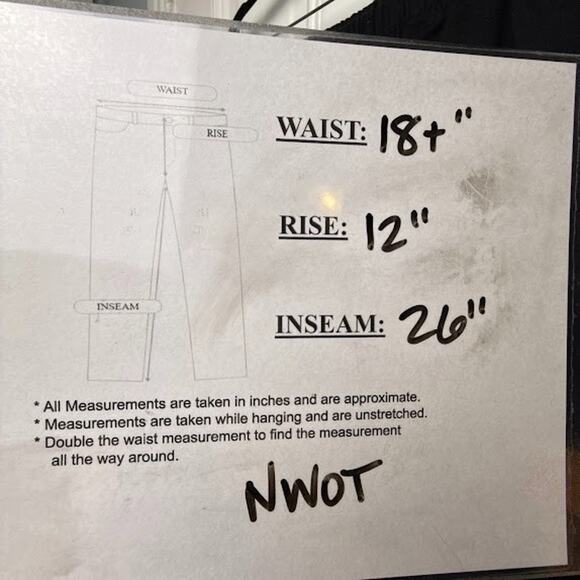 WAIST
RISE
INSEAM
WAIST: 18+"
RISE: 12"
INSEAM: 26"
* All Measurements are taken in inches and are approximate.
* Measurements are taken while hanging and are unstretched.
* Double the waist measurement to find the measurement
all the way around.
NWOT